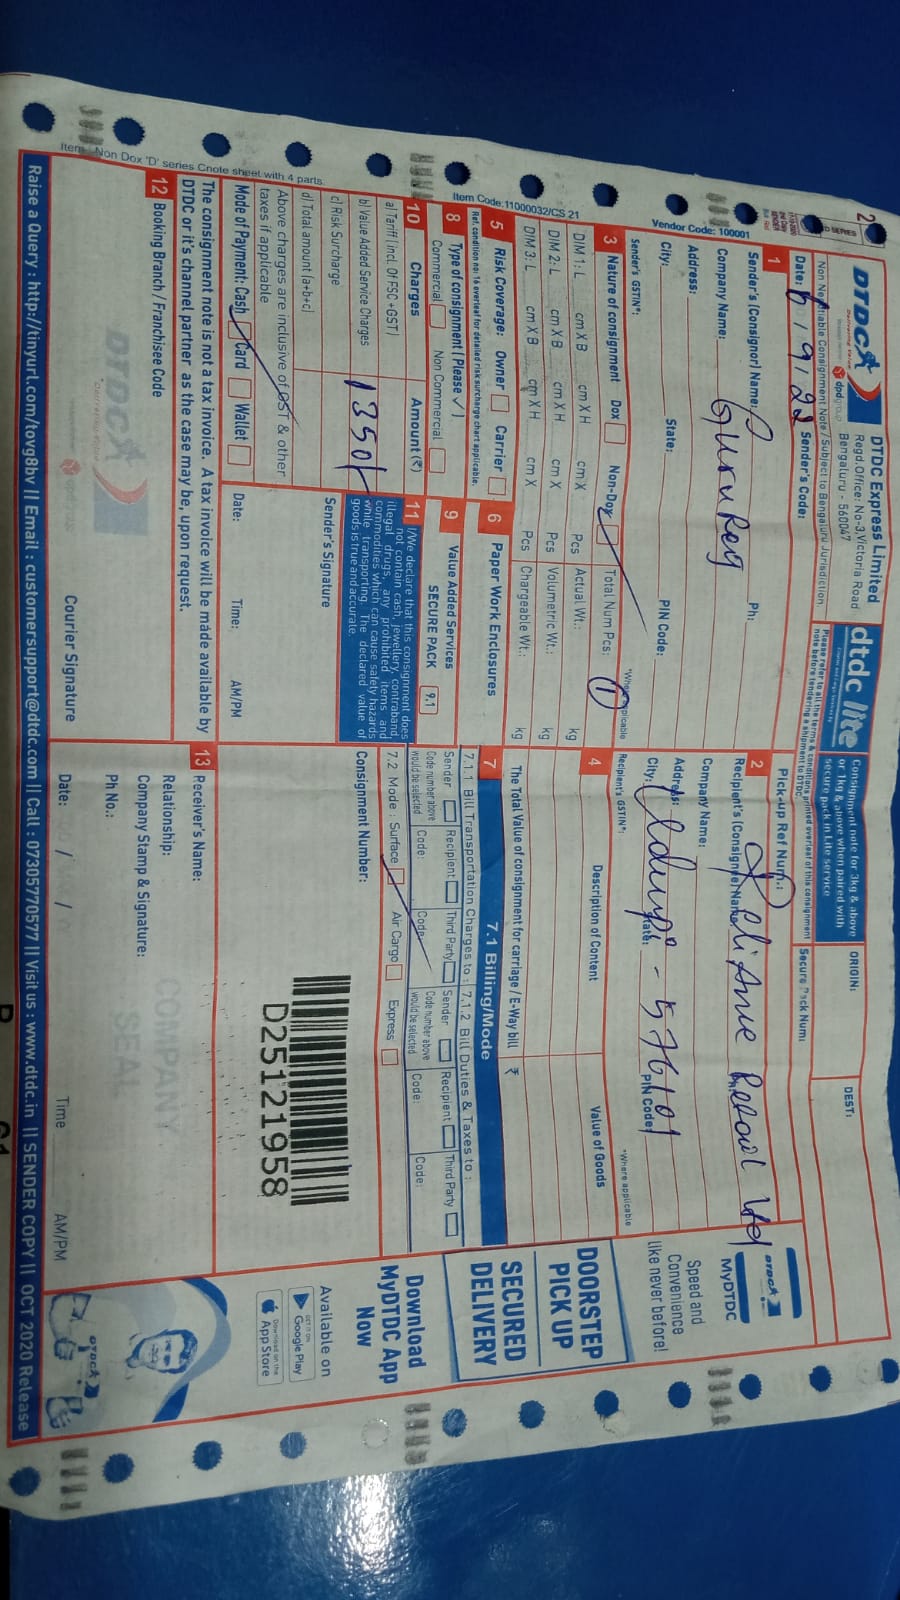 D SERIES
DTDC
Delivering Value
dpdgroup
DTDC Express Limited
Regd. Office: No-3, Victoria Road
Bengaluru - 560047
dtdc lite
Consignment note for 3kg & above
or 1kg & above when paired with
secure pack in Lite service
ORIGIN:
DEST:
Non Negotiable Consignment Note / Subject to Bengaluru Jurisdiction.
Please refer to all the terms & conditions printed overleaf of this consignment
note before tendering a shipment to DTDC.
Date: 6/9/22 Sender's Code:
Pick-up Ref Num.:
Secure Pack Num:
1 Sender's (Consignor) Name: Ph:
Guru Raj
Company Name:
Address:
City: State: PIN Code:
Sender's GSTIN*: *Where applicable
2 Recipient's (Consignee) Name: Ph:
Reliance Retail Ltd
Company Name:
Address:
City: State: PIN Code:
Udupi - 576101
Recipient's GSTIN*: *Where applicable
Vendor Code: 100001
3 Nature of consignment Dox Non-Dox Total Num Pcs: 1
DIM 1: L cm X B cm X H cm X Pcs Actual Wt.: kg
DIM 2: L cm X B cm X H cm X Pcs Volumetric Wt.: kg
DIM 3: L cm X B cm X H cm X Pcs Chargeable Wt.: kg
4 Description of Content Value of Goods
The Total Value of consignment for carriage / E-Way bill ₹
Item Code:11000032/CS 21
5 Risk Coverage: Owner Carrier
Ref. condition no: 16 overleaf for detailed risk surcharge chart applicable.
6 Paper Work Enclosures
7 7.1 Billing/Mode
7.1.1 Bill Transportation Charges to: 7.1.2 Bill Duties & Taxes to:
Sender Recipient Third Party Sender Recipient Third Party
Code number above would be selected Code: Code: Code number above would be selected Code: Code:
7.2 Mode: Surface Air Cargo Express
8 Type of consignment (Please ✓)
Commercial Non Commercial
9 Value Added Services
SECURE PACK 9.1
10 Charges Amount (₹)
a) Tariff (incl. Of FSC + GST)
b) Value Added Service Charges
1350/-
c) Risk Surcharge
d) Total amount (a+b+c)
Above charges are inclusive of GST & other
taxes if applicable
Mode of Payment: Cash Card Wallet
11 I/We declare that this consignment does
not contain cash, jewellery, contraband,
illegal drugs, any prohibited items and
commodities which can cause safety hazards
while transporting. The declared value of
goods is true and accurate.
Sender's Signature
Date: Time: AM/PM
The consignment note is not a tax invoice. A tax invoice will be made available by
DTDC or it's channel partner as the case may be, upon request.
Consignment Number:
D25121958
12 Booking Branch / Franchisee Code
DTDC
Courier Signature
13 Receiver's Name:
Relationship:
Company Stamp & Signature:
COMPANY
SEAL
Ph No.:
Date: / / Time AM/PM
DTDC
MyDTDC
Speed and
Convenience
like never before!
DOORSTEP
PICK UP
SECURED
DELIVERY
Download
MyDTDC App
Now
Available on
GET IT ON
Google Play
Download on the
App Store
DTDC
Item : Non Dox 'D' series Cnote sheet with 4 parts.
Raise a Query : http://tinyurl.com/tovg8hv || Email : customersupport@dtdc.com || Call : 07305770577 || Visit us : www.dtdc.in || SENDER COPY || OCT 2020 Release